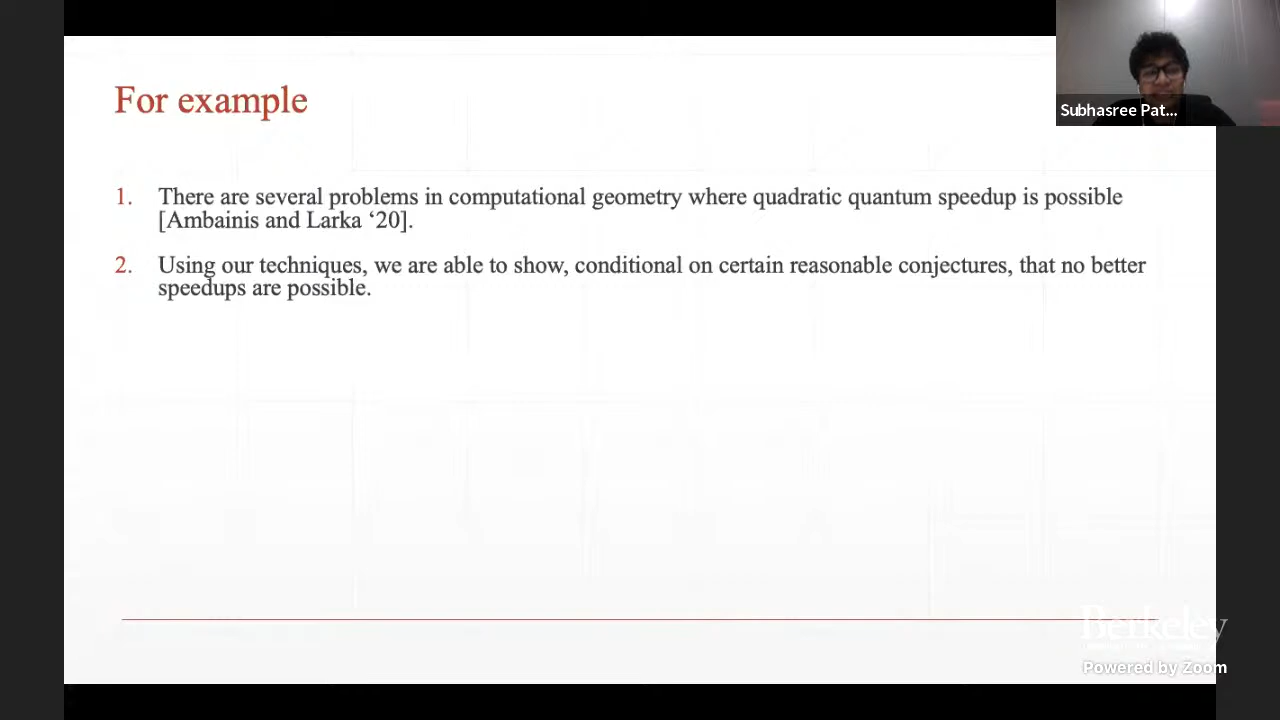 For example
Subhasree Pat...
1. There are several problems in computational geometry where quadratic quantum speedup is possible
[Ambainis and Larka ‘20].
2. Using our techniques, we are able to show, conditional on certain reasonable conjectures, that no better
speedups are possible.
Berkeley
Powered by Zoom